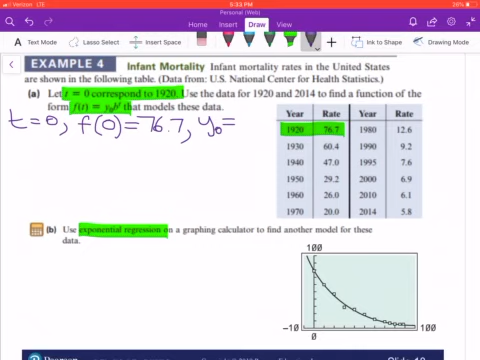 Personal (Web)
5:33 PM
28%
Insert
Draw
View
Text Mode
Lasso Select
Insert Space
Ink to Shape
Drawing Mode
EXAMPLE 4 Infant Mortality Infant mortality rates in the United States
are shown in the following table. (Data from: U.S. National Center for Health Statistics.)
(a) Let t = 0 correspond to 1920. Use the data for 1920 and 2014 to find a function of the
form f(t) = y₀bᵗ that models these data.
t=0, f(0)=76.7, y₀=
Year Rate Year Rate
1920 76.7 1980 12.6
1930 60.4 1990 9.2
1940 47.0 1995 7.6
1950 29.2 2000 6.9
1960 26.0 2010 6.1
1970 20.0 2014 5.8
(b) Use exponential regression on a graphing calculator to find another model for these
data.
100
-10
100
0